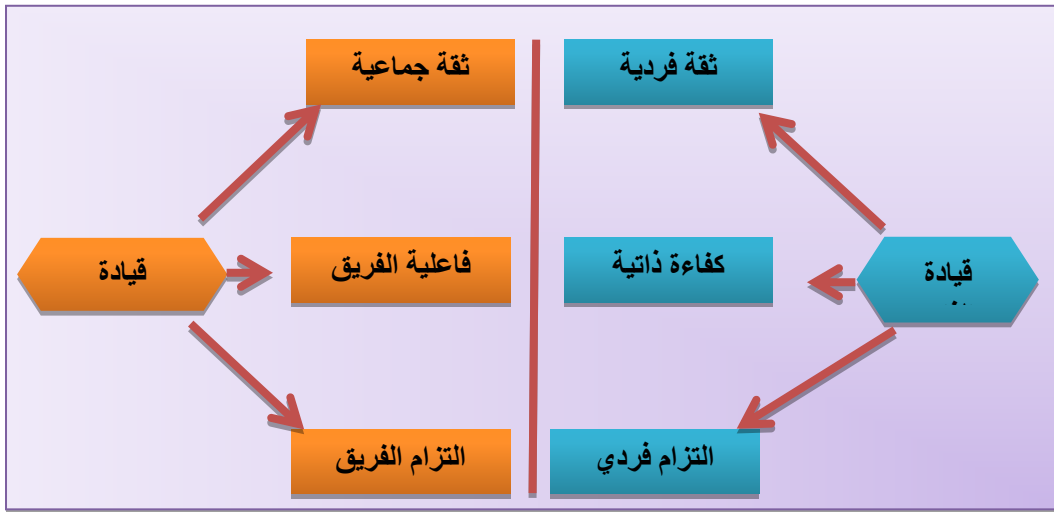 ثقة فردية
ثقة جماعية
قيادة
كفاءة ذاتية
فاعلية الفريق
قيادة
التزام فردي
التزام الفريق